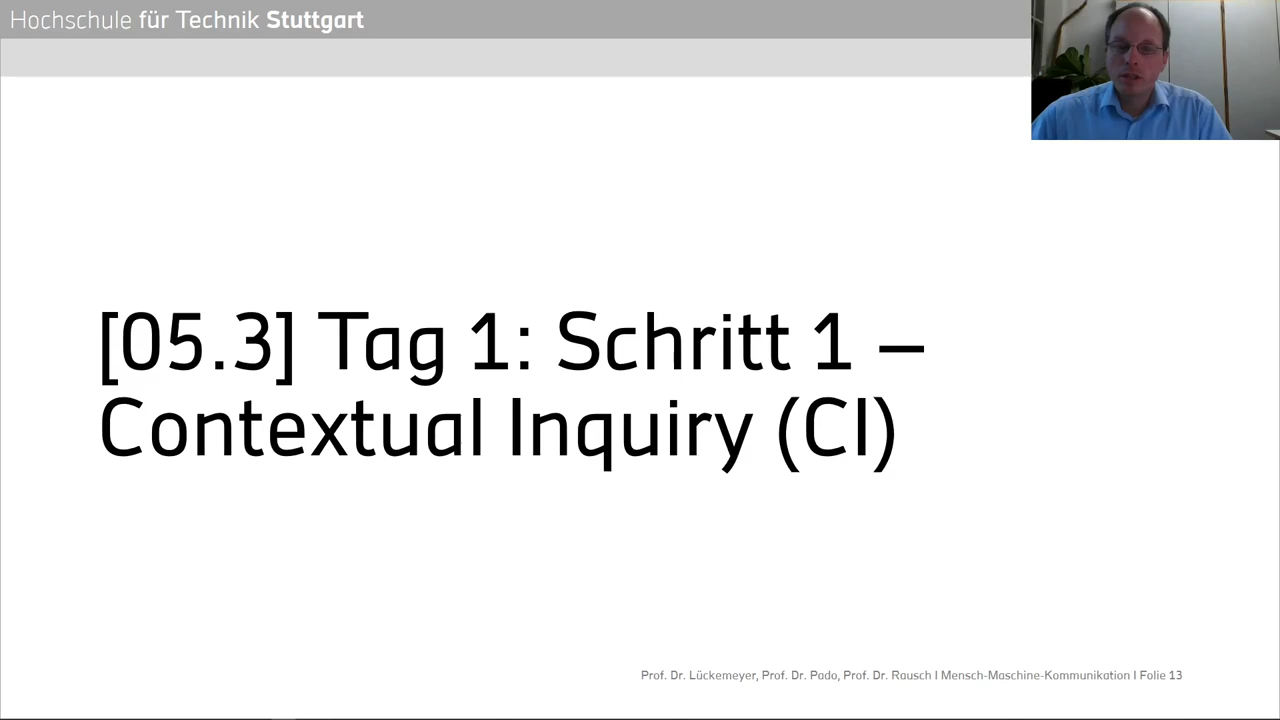 Hochschule für Technik Stuttgart
[05.3] Tag 1: Schritt 1 –
Contextual Inquiry (CI)
Prof. Dr. Lückemeyer, Prof. Dr. Pado, Prof. Dr. Rausch I Mensch-Maschine-Kommunikation I Folie 13